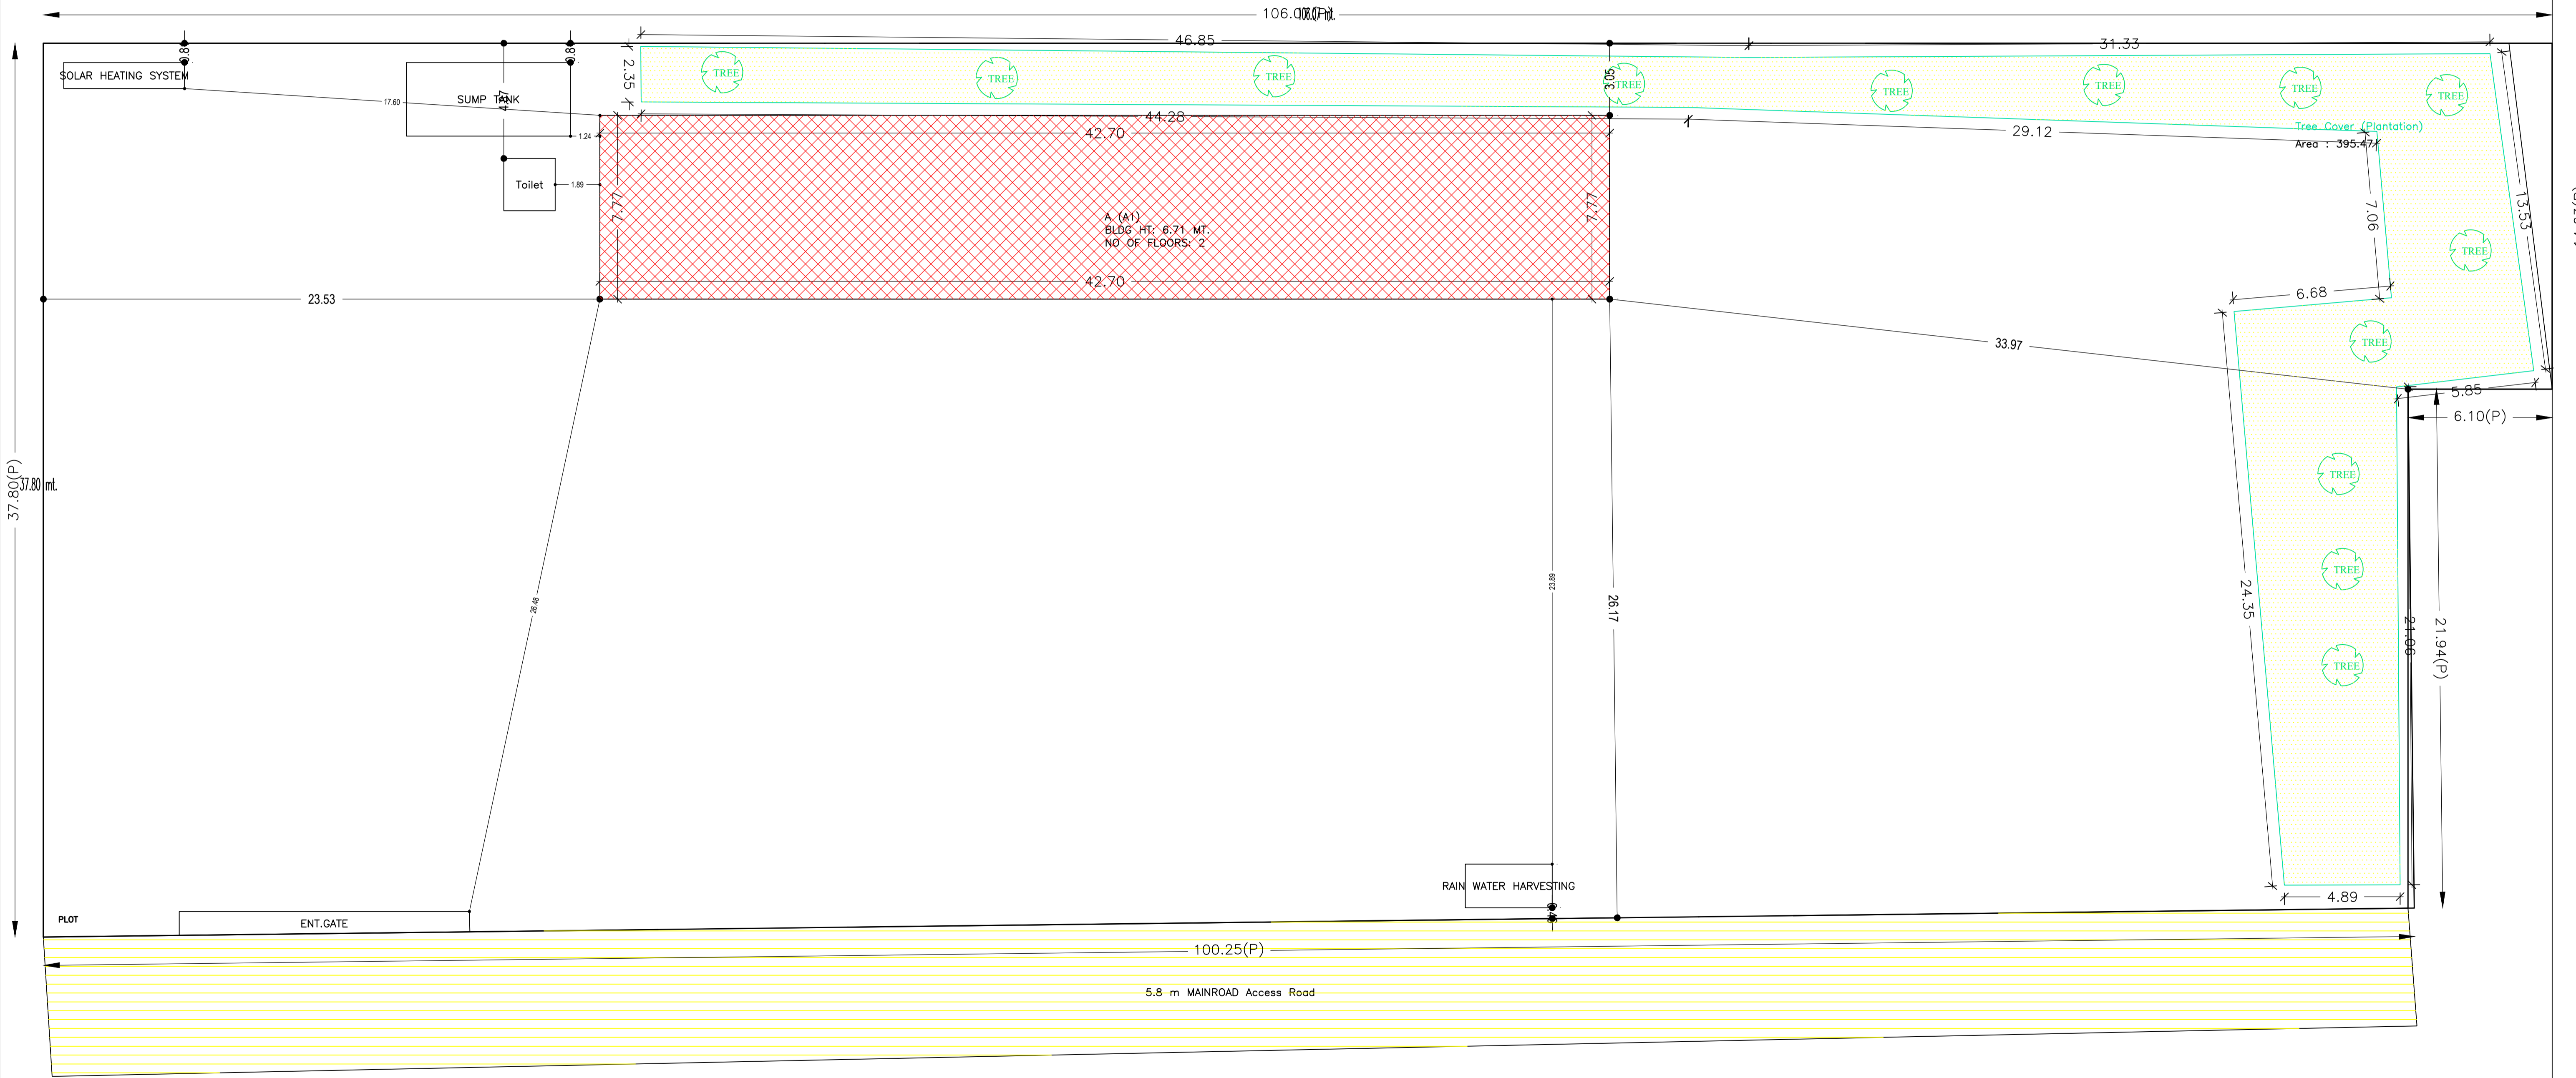 46.85
31.33
SOLAR HEATING SYSTEM
2.35
TREE
TREE
TREE
TREE
TREE
TREE
TREE
TREE
3.05
17.60
SUMP TANK
44.28
42.70
1.24
29.12
Tree Cover (Plantation)
Area : 395.47
Toilet
1.89
7.77
7.77
7.06
13.53
A (A1)
BLDG HT: 6.71 MT.
NO OF FLOORS: 2
TREE
42.70
23.53
6.68
33.97
TREE
5.85
6.10(P)
37.80(P)
37.80 mt.
TREE
26.48
23.89
26.17
24.35
TREE
21.06
21.94(P)
TREE
RAIN WATER HARVESTING
4.89
PLOT
ENT.GATE
100.25(P)
5.8 m MAINROAD Access Road